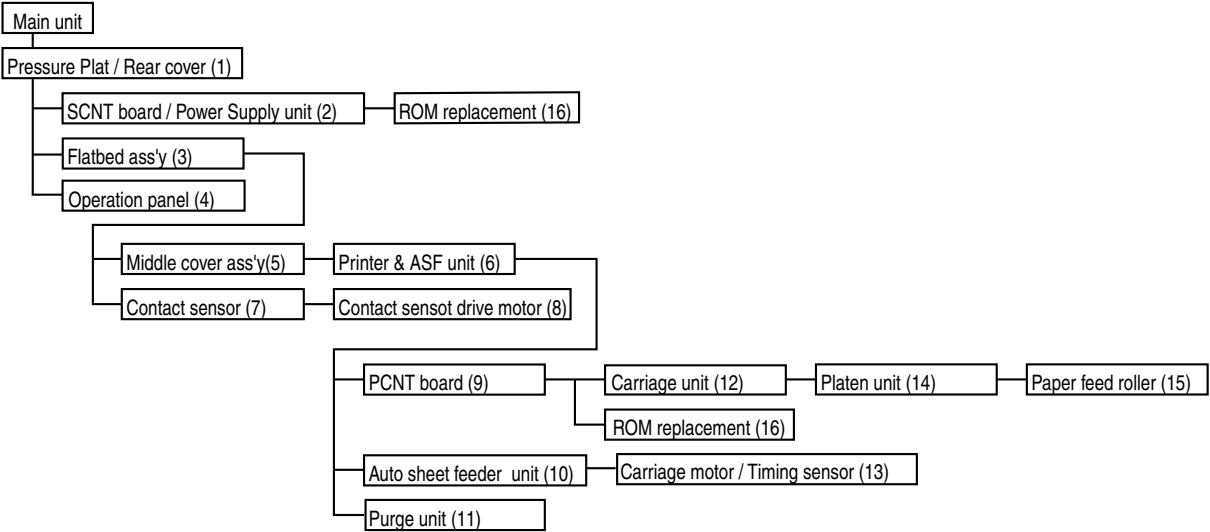 Main unit
Pressure Plat / Rear cover (1)
SCNT board / Power Supply unit (2)
ROM replacement (16)
Flatbed ass'y (3)
Operation panel (4)
Middle cover ass'y(5)
Printer & ASF unit (6)
Contact sensor (7)
Contact sensot drive motor (8)
PCNT board (9)
Carriage unit (12)
Platen unit (14)
Paper feed roller (15)
ROM replacement (16)
Auto sheet feeder unit (10)
Carriage motor / Timing sensor (13)
Purge unit (11)